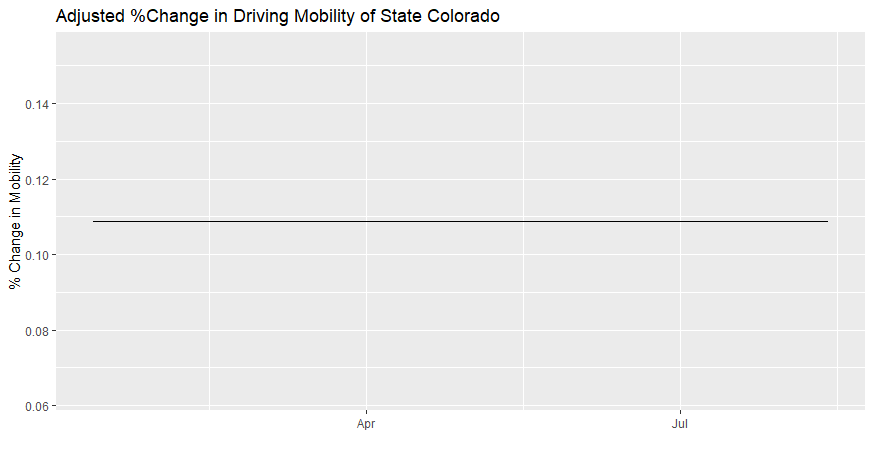 Adjusted %Change in Driving Mobility of State Colorado
% Change in Mobility
0.14
0.12
0.10
0.08
0.06
Apr
Jul